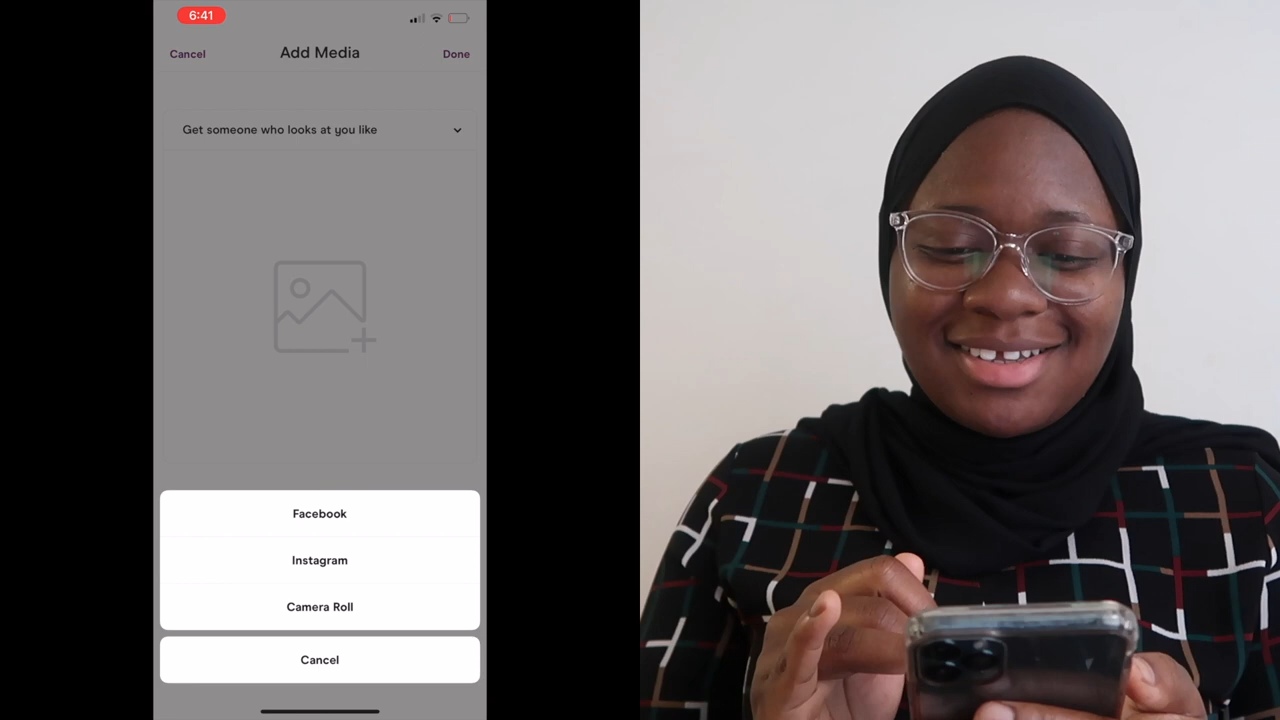 6:41
Cancel
Add Media
Done
Get someone who looks at you like
Facebook
Instagram
Camera Roll
Cancel